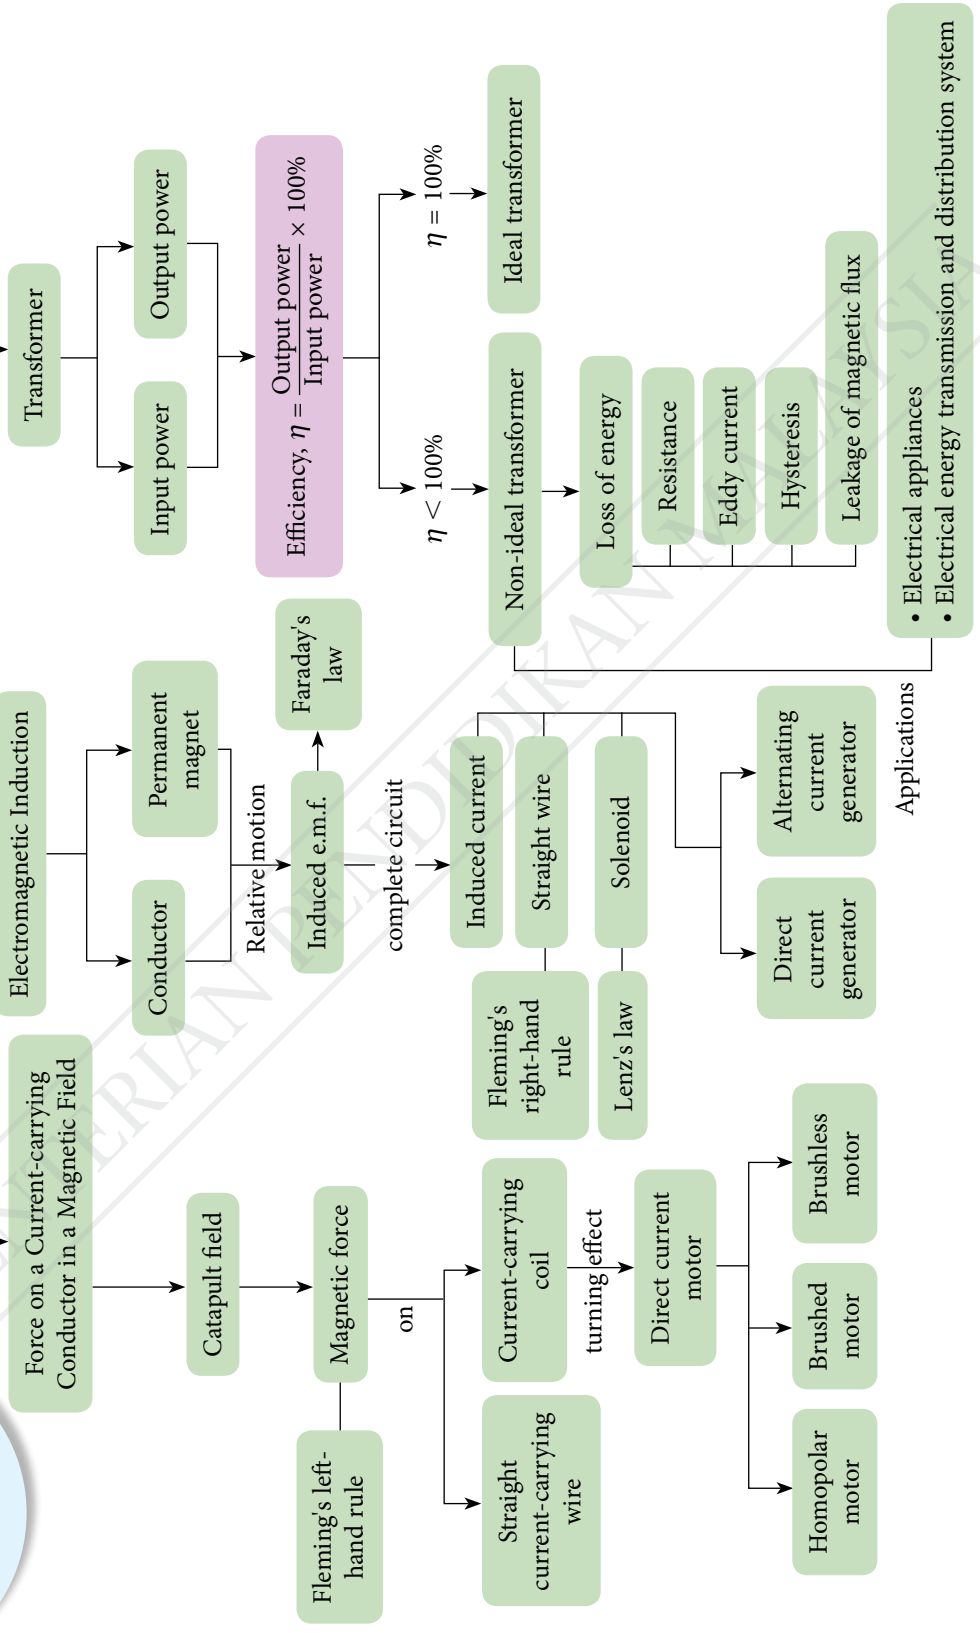 Force on a Current-carrying
Conductor in a Magnetic Field
Catapult field
Fleming's left-
hand rule
Magnetic force
on
Straight
current-carrying
wire
Current-carrying
coil
turning effect
Direct current
motor
Homopolar
motor
Brushed
motor
Brushless
motor
Electromagnetic Induction
Conductor
Permanent
magnet
Relative motion
Induced e.m.f.
Faraday's
law
complete circuit
Induced current
Fleming's
right-hand
rule
Straight wire
Lenz's law
Solenoid
Direct
current
generator
Alternating
current
generator
Transformer
Input power
Output power
Efficiency, η = Output power / Input power × 100%
η < 100%
η = 100%
Non-ideal transformer
Ideal transformer
Loss of energy
Resistance
Eddy current
Hysteresis
Leakage of magnetic flux
Applications
• Electrical appliances
• Electrical energy transmission and distribution system
PENDIDIKAN MALAYSIA